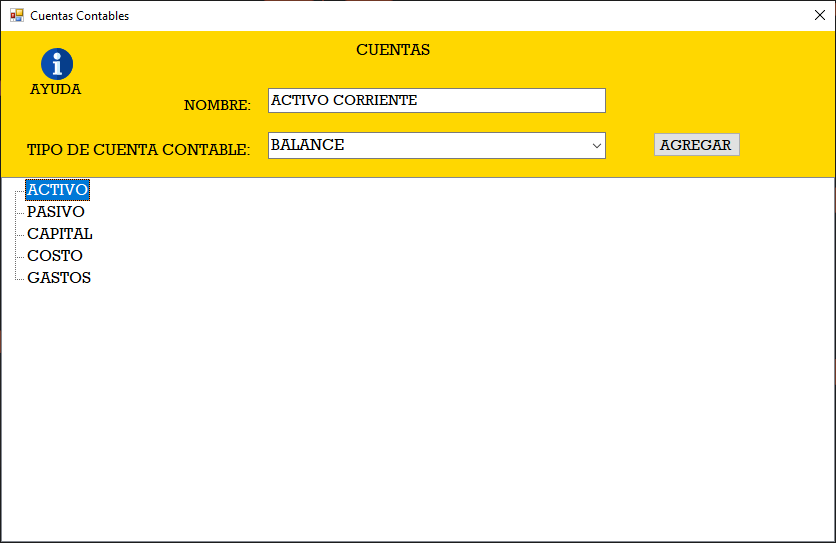 Cuentas Contables
CUENTAS
AYUDA
NOMBRE: ACTIVO CORRIENTE
TIPO DE CUENTA CONTABLE: BALANCE AGREGAR
ACTIVO
PASIVO
CAPITAL
COSTO
GASTOS